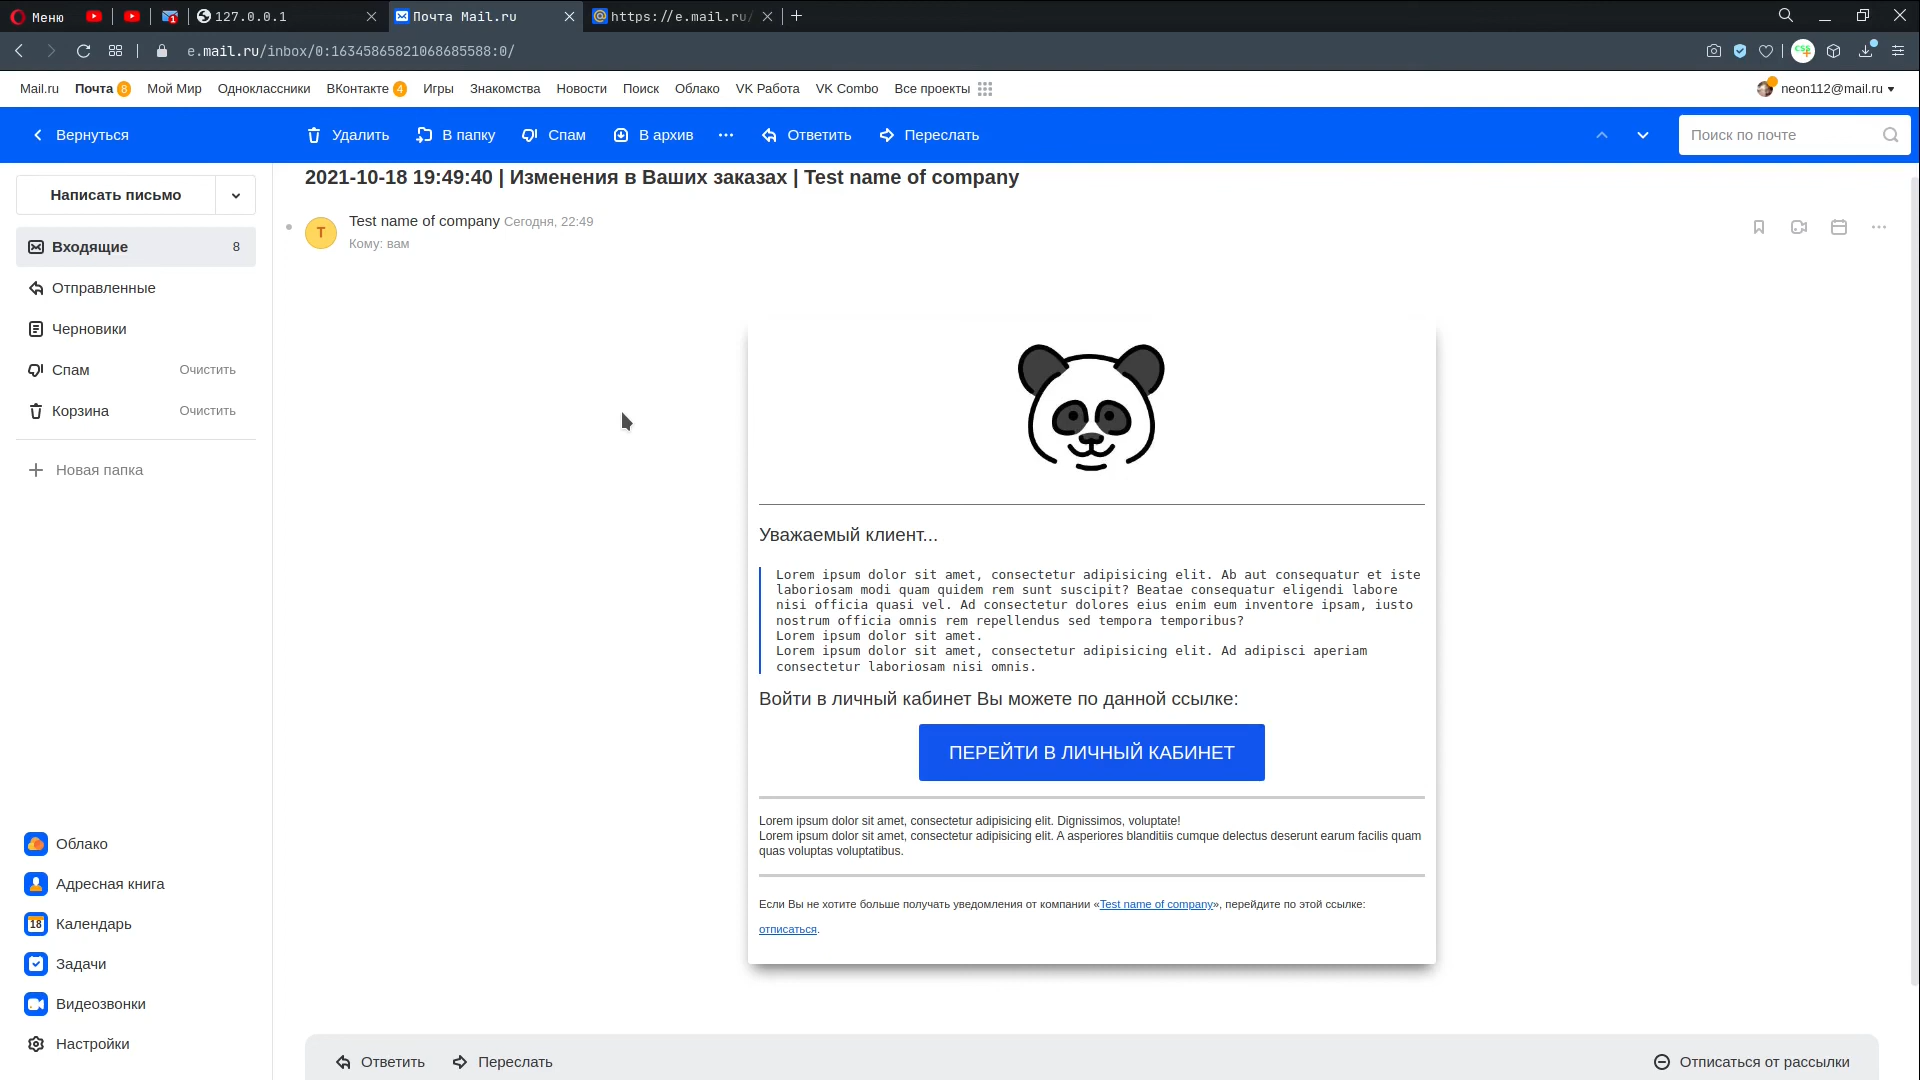 Меню
1
127.0.0.1
Почта Mail.ru
https://e.mail.ru/
e.mail.ru/inbox/0:16345865821068685588:0/
CSS
Mail.ru
Почта 8
Мой Мир
Одноклассники
ВКонтакте 4
Игры
Знакомства
Новости
Поиск
Облако
VK Работа
VK Combo
Все проекты
neon112@mail.ru
Вернуться
Удалить
В папку
Спам
В архив
Ответить
Переслать
Поиск по почте
Написать письмо
Входящие 8
Отправленные
Черновики
Спам Очистить
Корзина Очистить
Новая папка
Облако
Адресная книга
18 Календарь
Задачи
Видеозвонки
Настройки
2021-10-18 19:49:40 | Изменения в Ваших заказах | Test name of company
T
Test name of company Сегодня, 22:49
Кому: вам
Уважаемый клиент...
Lorem ipsum dolor sit amet, consectetur adipisicing elit. Ab aut consequatur et iste
laboriosam modi quam quidem rem sunt suscipit? Beatae consequatur eligendi labore
nisi officia quasi vel. Ad consectetur dolores eius enim eum inventore ipsam, iusto
nostrum officia omnis rem repellendus sed tempora temporibus?
Lorem ipsum dolor sit amet.
Lorem ipsum dolor sit amet, consectetur adipisicing elit. Ad adipisci aperiam
consectetur laboriosam nisi omnis.
Войти в личный кабинет Вы можете по данной ссылке:
ПЕРЕЙТИ В ЛИЧНЫЙ КАБИНЕТ
Lorem ipsum dolor sit amet, consectetur adipisicing elit. Dignissimos, voluptate!
Lorem ipsum dolor sit amet, consectetur adipisicing elit. A asperiores blanditiis cumque delectus deserunt earum facilis quam
quas voluptas voluptatibus.
Если Вы не хотите больше получать уведомления от компании «Test name of company», перейдите по этой ссылке:
отписаться.
Ответить
Переслать
Отписаться от рассылки